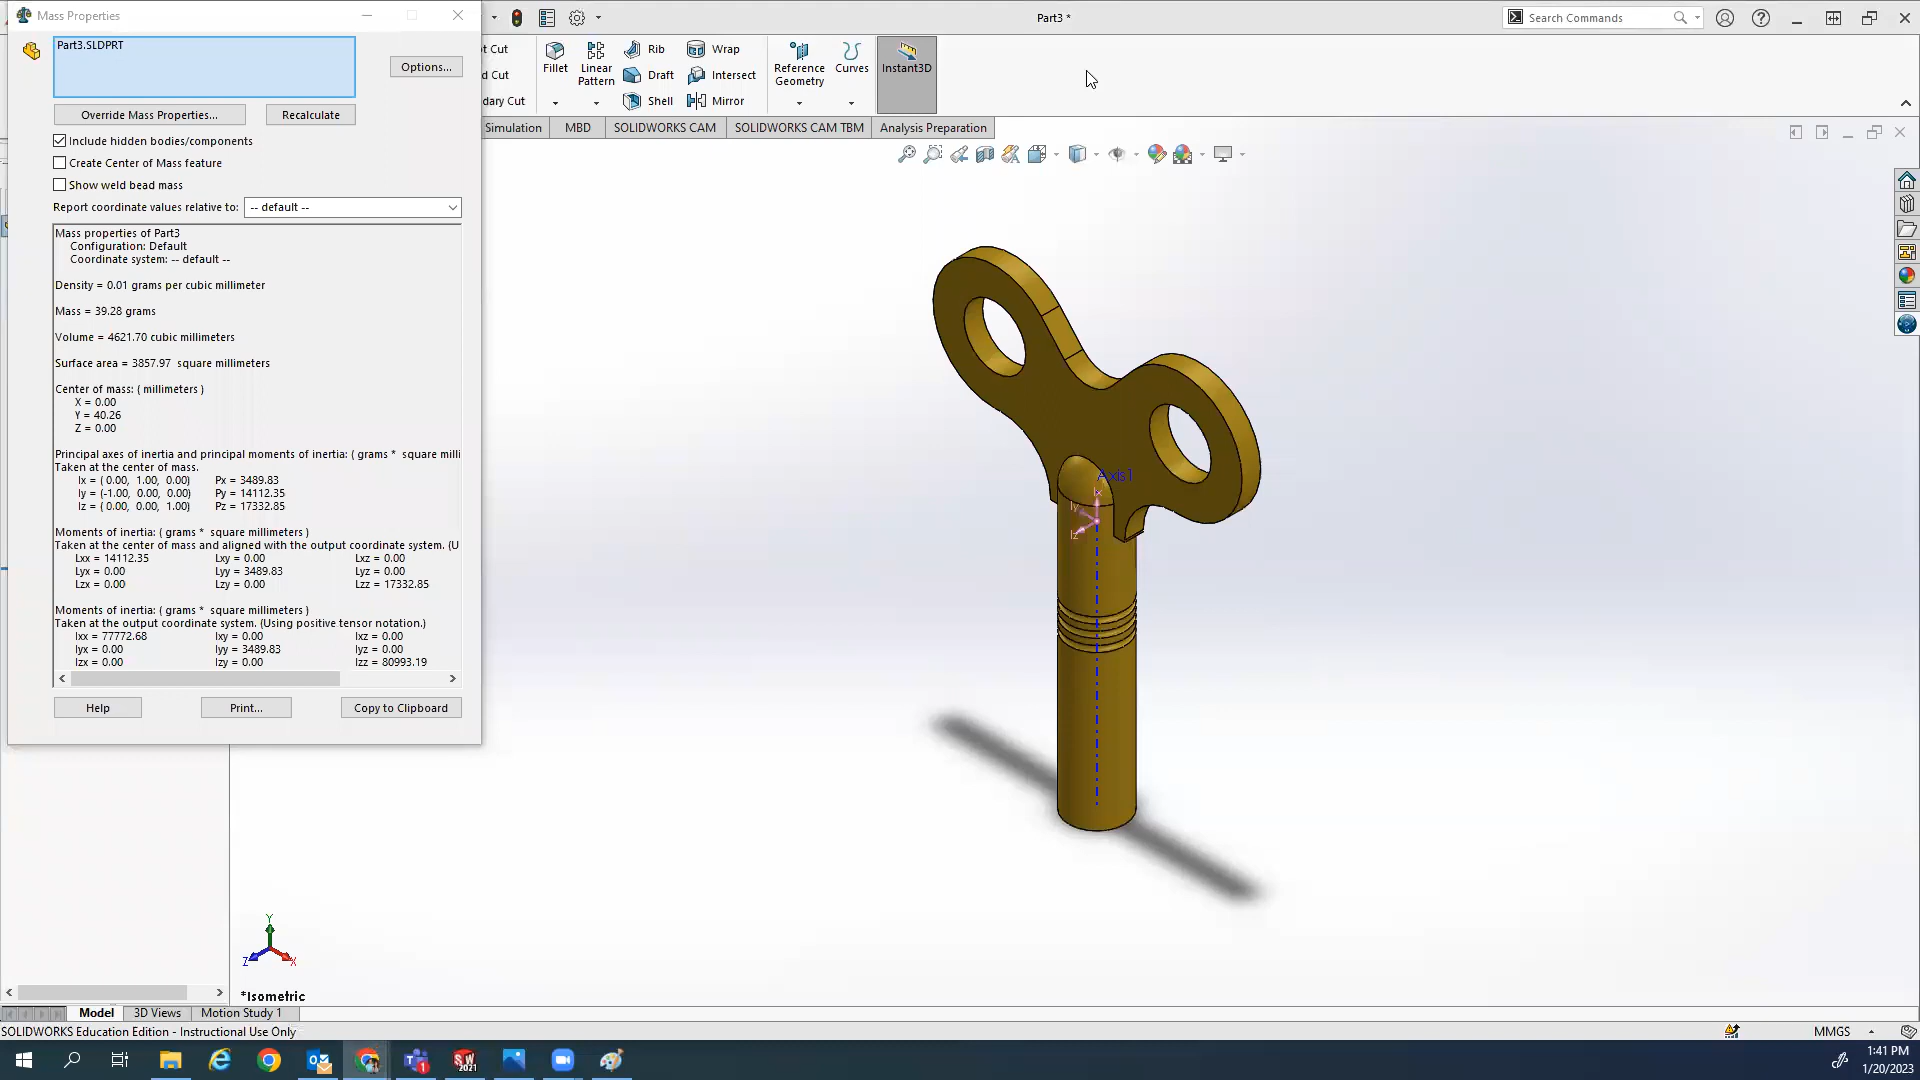 Mass Properties
Part3.SLDPRT
Options...
Override Mass Properties...
Recalculate
Include hidden bodies/components
Create Center of Mass feature
Show weld bead mass
Report coordinate values relative to:
-- default --
Mass properties of Part3
Configuration: Default
Coordinate system: -- default --
Density = 0.01 grams per cubic millimeter
Mass = 39.28 grams
Volume = 4621.70 cubic millimeters
Surface area = 3857.97 square millimeters
Center of mass: ( millimeters )
X = 0.00
Y = 40.26
Z = 0.00
Principal axes of inertia and principal moments of inertia: ( grams * square milli
Taken at the center of mass.
Ix = ( 0.00, 1.00, 0.00) Px = 3489.83
Iy = (-1.00, 0.00, 0.00) Py = 14112.35
Iz = ( 0.00, 0.00, 1.00) Pz = 17332.85
Moments of inertia: ( grams * square millimeters )
Taken at the center of mass and aligned with the output coordinate system. (U
Lxx = 14112.35 Lxy = 0.00 Lxz = 0.00
Lyx = 0.00 Lyy = 3489.83 Lyz = 0.00
Lzx = 0.00 Lzy = 0.00 Lzz = 17332.85
Moments of inertia: ( grams * square millimeters )
Taken at the output coordinate system. (Using positive tensor notation.)
Ixx = 77772.68 Ixy = 0.00 Ixz = 0.00
Iyx = 0.00 Iyy = 3489.83 Iyz = 0.00
Izx = 0.00 Izy = 0.00 Izz = 80993.19
Help
Print...
Copy to Clipboard
Part3 *
Search Commands
t Cut
d Cut
dary Cut
Fillet
Linear
Pattern
Rib
Draft
Shell
Wrap
Intersect
Mirror
Reference
Geometry
Curves
Instant3D
Simulation
MBD
SOLIDWORKS CAM
SOLIDWORKS CAM TBM
Analysis Preparation
Axis1
Ix
Iy
Iz
Y
Z
X
*Isometric
Model
3D Views
Motion Study 1
SOLIDWORKS Education Edition - Instructional Use Only
MMGS
SW
2021
1
1:41 PM
1/20/2023